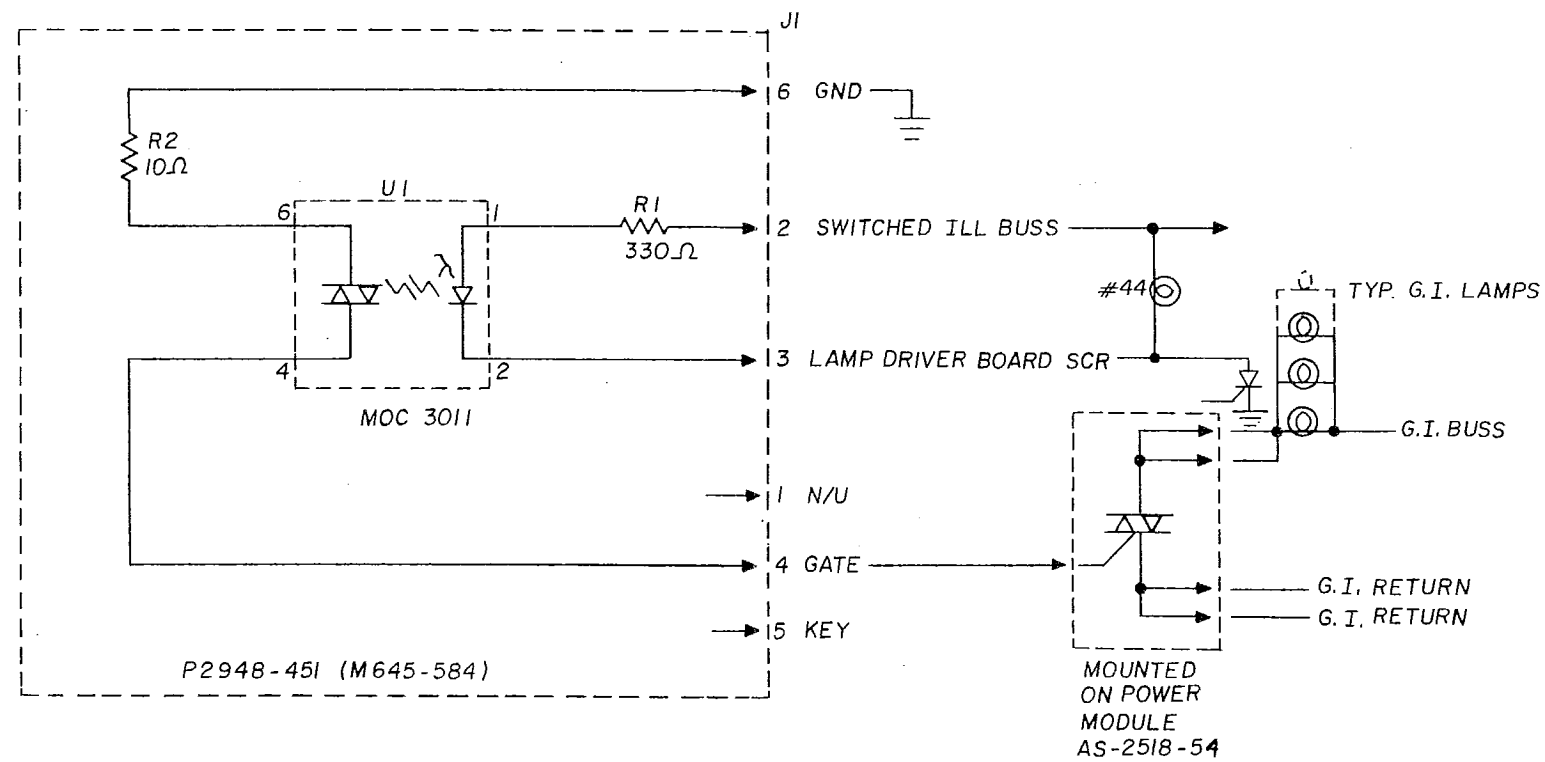 J1
6 GND
R2
10Ω
U1
6
1
R1
330Ω
2 SWITCHED ILL BUSS
λ
#44
TYP. G.I. LAMPS
4
2
3 LAMP DRIVER BOARD SCR
MOC 3011
G.I. BUSS
1 N/U
4 GATE
G.I. RETURN
G.I. RETURN
5 KEY
P2948-451 (M645-584)
MOUNTED
ON POWER
MODULE
AS-2518-54